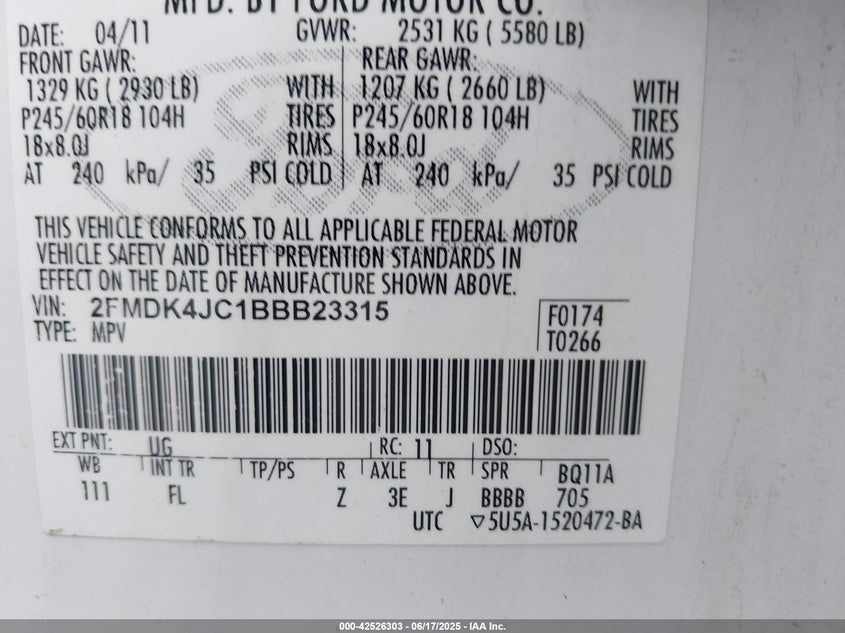 MFD. BY FORD MOTOR CO.
DATE: 04/11 GVWR: 2531 KG ( 5580 LB)
FRONT GAWR: REAR GAWR:
1329 KG ( 2930 LB) WITH 1207 KG ( 2660 LB) WITH
P245/60R18 104H TIRES P245/60R18 104H TIRES
18x8.0J RIMS 18x8.0J RIMS
AT 240 kPa/ 35 PSI COLD AT 240 kPa/ 35 PSI COLD
THIS VEHICLE CONFORMS TO ALL APPLICABLE FEDERAL MOTOR
VEHICLE SAFETY AND THEFT PREVENTION STANDARDS IN
EFFECT ON THE DATE OF MANUFACTURE SHOWN ABOVE.
VIN: 2FMDK4JC1BBB23315 F0174
TYPE: MPV T0266
EXT PNT: UG RC: 11 DSO:
WB INT TR TP/PS R AXLE TR SPR BQ11A
111 FL Z 3E J BBBB 705
UTC ▽5U5A-1520472-BA
000-42526303 - 06/17/2025 - IAA Inc.